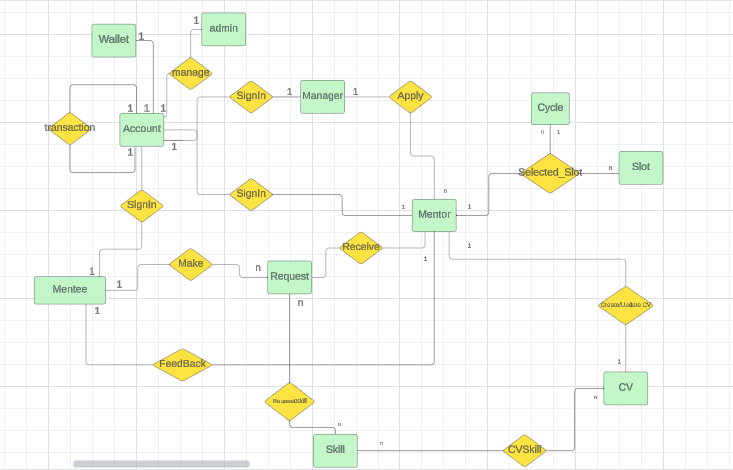 admin
1
Wallet
1
manage
SignIn
1
Manager
1
Apply
1
1
1
Cycle
transaction
Account
n
1
1
1
Selected_Slot
n
Slot
SignIn
n
SignIn
1
Mentor
1
Receive
1
1
Make
n
Request
1
Mentee
1
n
1
Create/Update CV
FeedBack
1
CV
n
RequestSkill
n
Skill
n
CVSkill